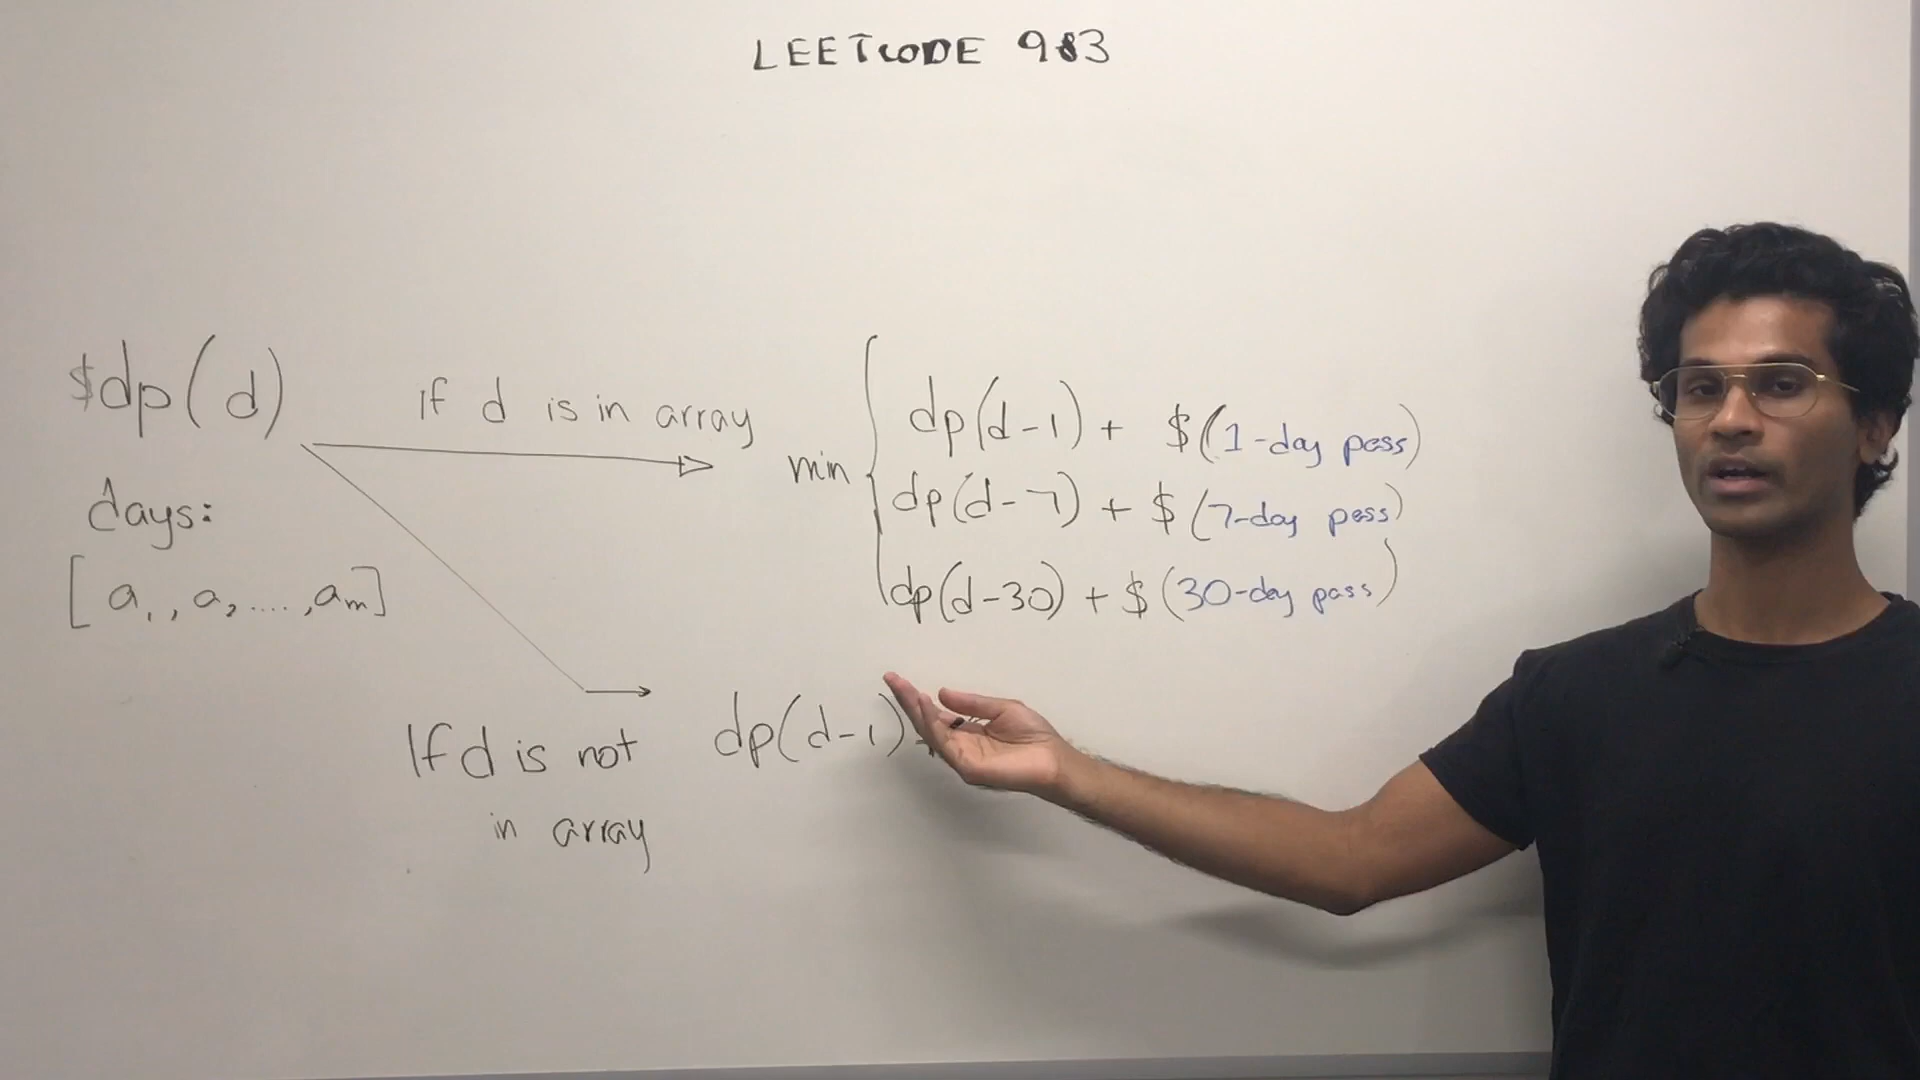 LEETCODE 983
$dp(d)
If d is in array
min
dp(d-1) + $(1-day pass)
dp(d-7) + $(7-day pass)
dp(d-30) + $(30-day pass)
days:
[a1, a2, ...., am]
If d is not
in array
dp(d-1)